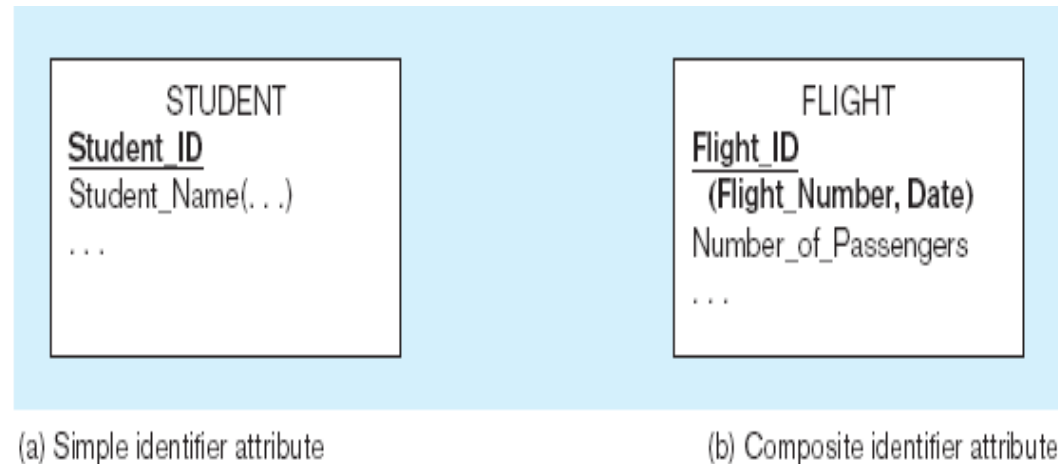 STUDENT
Student_ID
Student_Name(. . .)
. . .
FLIGHT
Flight_ID
(Flight_Number, Date)
Number_of_Passengers
. . .
(a) Simple identifier attribute
(b) Composite identifier attribute